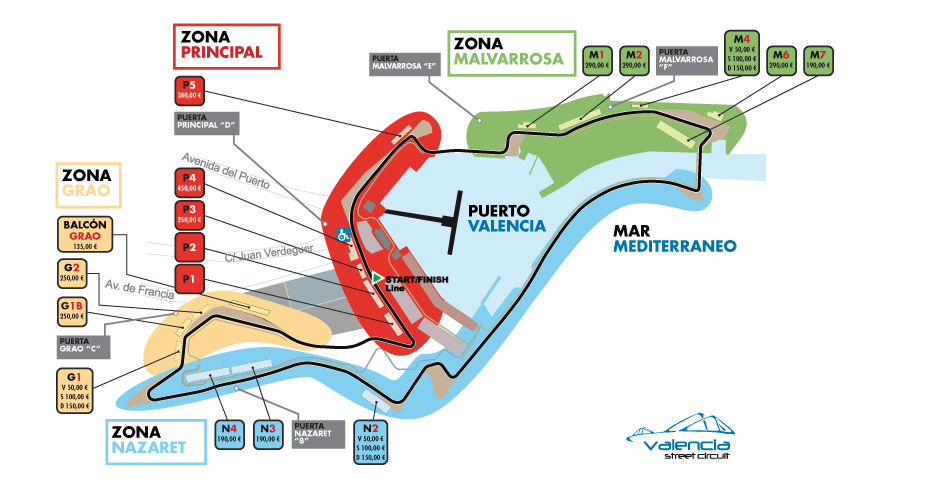 ZONA
PRINCIPAL
P5
380,00 €
PUERTA
PRINCIPAL "D"
Avenida del Puerto
P4
450,00 €
P3
350,00 €
P2
P1
C/ Juan Verdeguer
Av. de Francia
START/FINISH
Line
ZONA
MALVARROSA
PUERTA
MALVARROSA "E"
M1
290,00 €
M2
290,00 €
PUERTA
MALVARROSA
"F"
M4
V 50,00 €
S 100,00 €
D 150,00 €
M6
290,00 €
M7
190,00 €
PUERTO
VALENCIA
MAR
MEDITERRANEO
ZONA
GRAO
BALCÓN
GRAO
135,00 €
G2
250,00 €
G1B
250,00 €
PUERTA
GRAO "C"
G1
V 50,00 €
S 100,00 €
D 150,00 €
ZONA
NAZARET
N4
190,00 €
N3
190,00 €
PUERTA
NAZARET
"B"
N2
V 50,00 €
S 100,00 €
D 150,00 €
valencia
street circuit